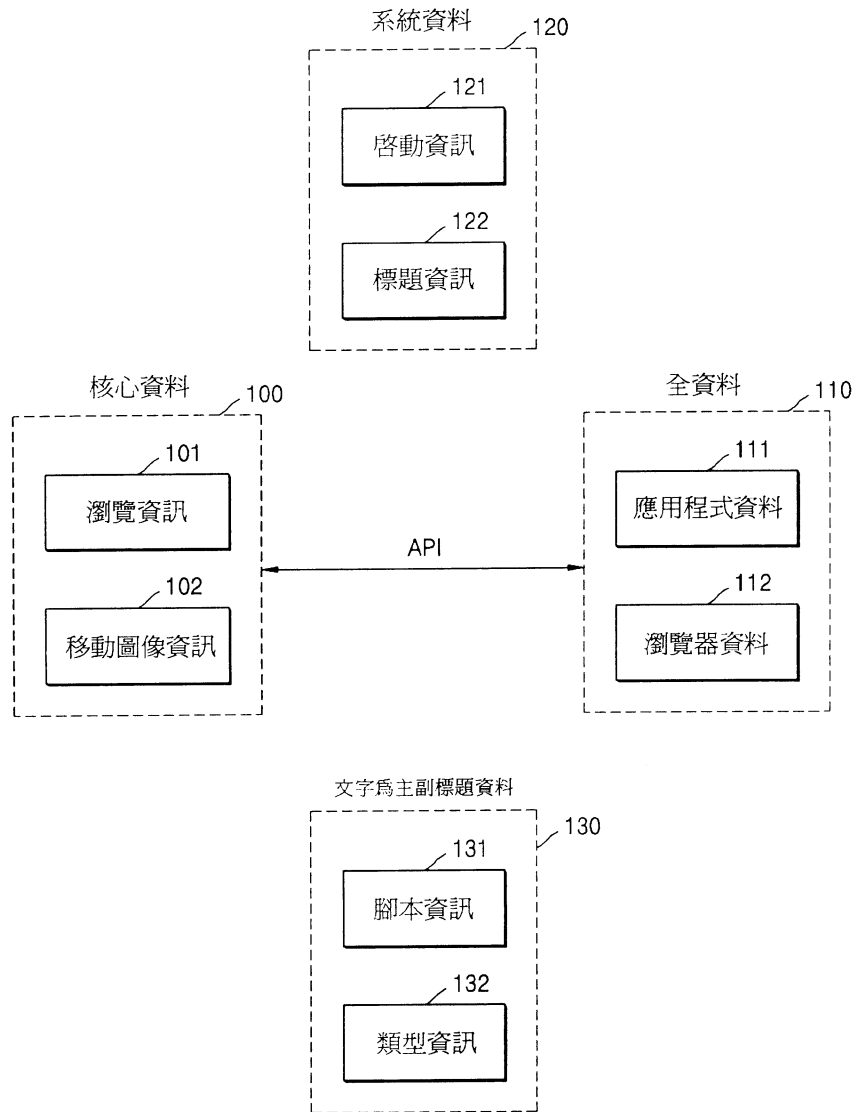 系統資料
120
121
啓動資訊
122
標題資訊
核心資料
100
101
瀏覽資訊
102
移動圖像資訊
API
全資料
110
111
應用程式資料
112
瀏覽器資料
文字爲主副標題資料
130
131
腳本資訊
132
類型資訊